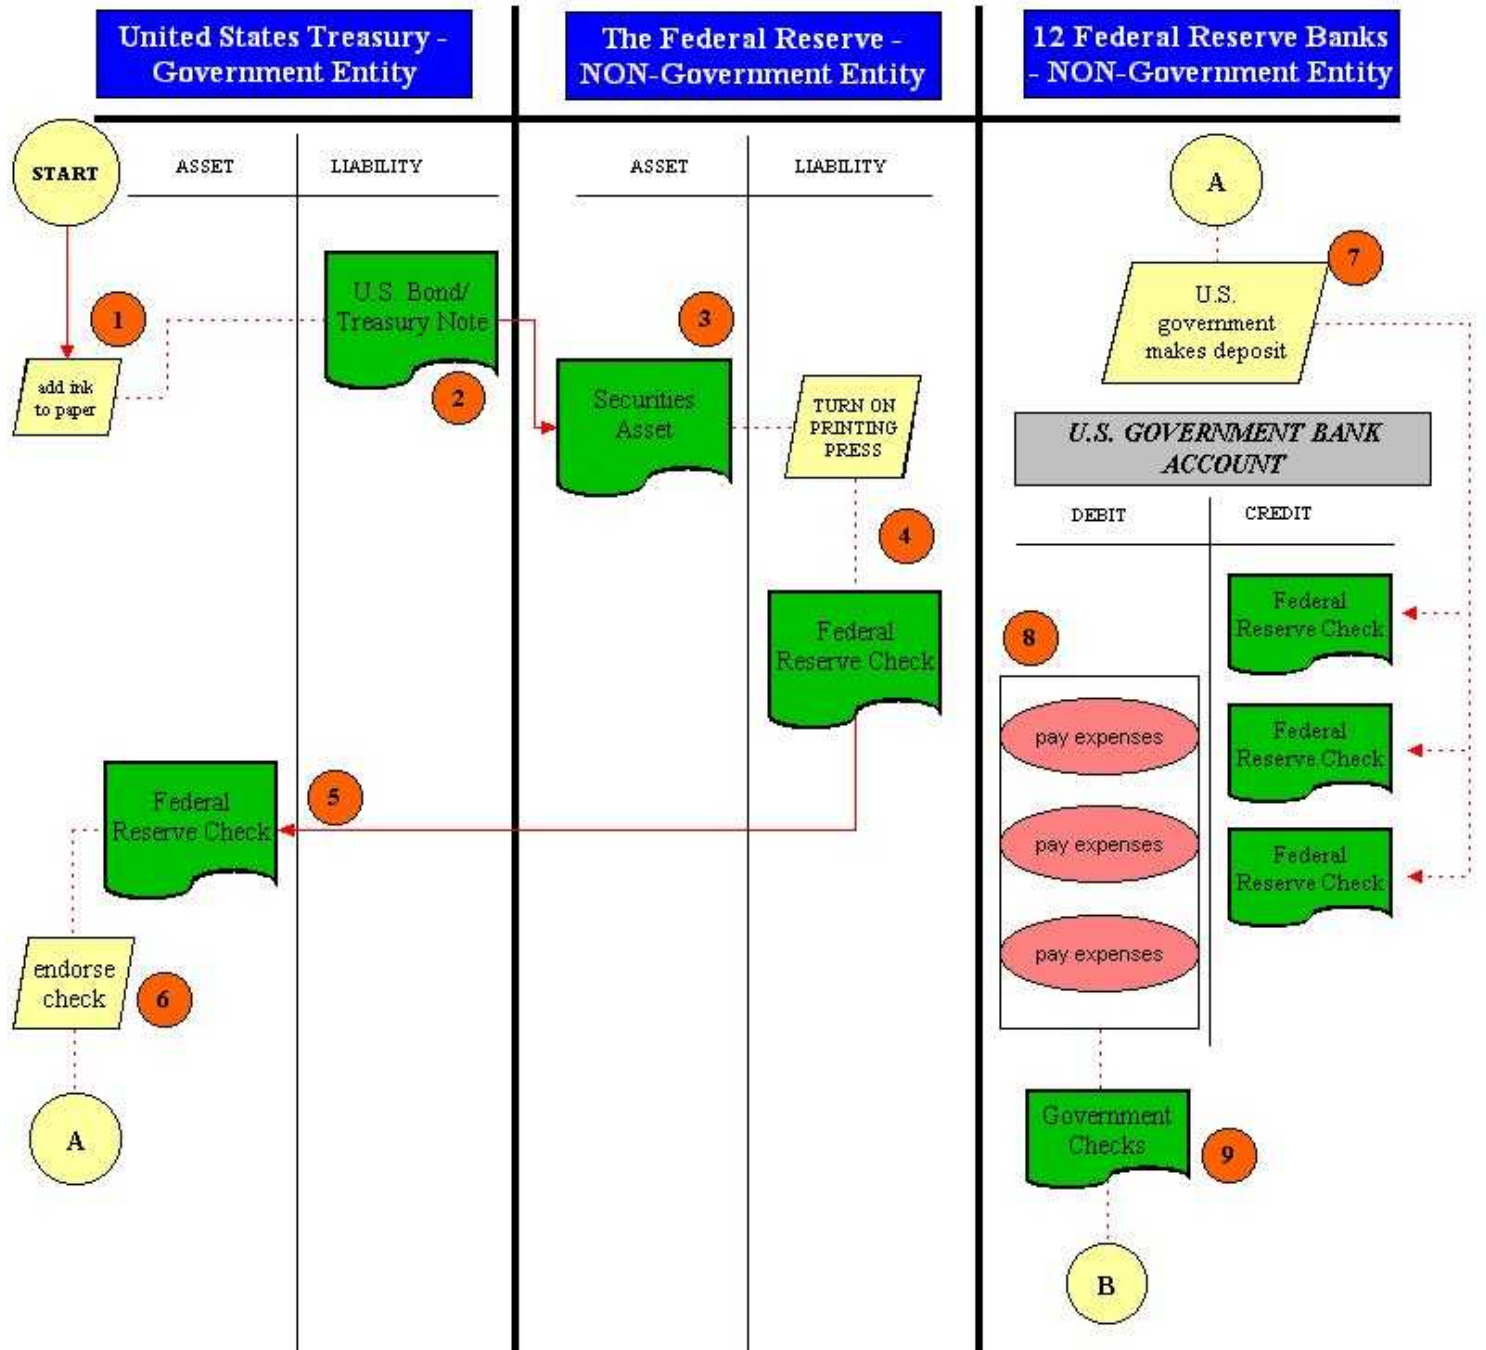 United States Treasury -
Government Entity
The Federal Reserve -
NON-Government Entity
12 Federal Reserve Banks
- NON-Government Entity
START
ASSET
LIABILITY
ASSET
LIABILITY
A
1
add ink
to paper
U.S. Bond/
Treasury Note
2
3
Securities
Asset
TURN ON
PRINTING
PRESS
4
Federal
Reserve Check
5
Federal
Reserve Check
endorse
check
6
A
7
U.S.
government
makes deposit
U.S. GOVERNMENT BANK
ACCOUNT
DEBIT
CREDIT
8
pay expenses
pay expenses
pay expenses
Federal
Reserve Check
Federal
Reserve Check
Federal
Reserve Check
Government
Checks
9
B